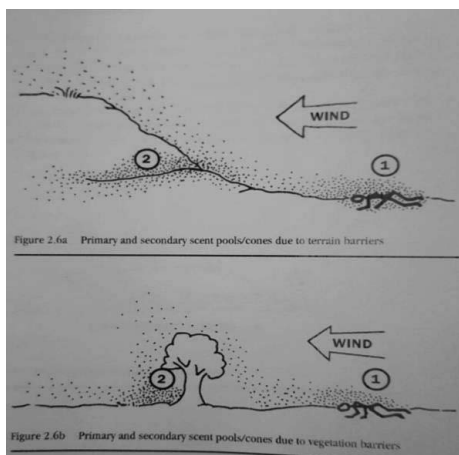 WIND
1
2
Figure 2.6a Primary and secondary scent pools/cones due to terrain barriers
WIND
2
1
Figure 2.6b Primary and secondary scent pools/cones due to vegetation barriers